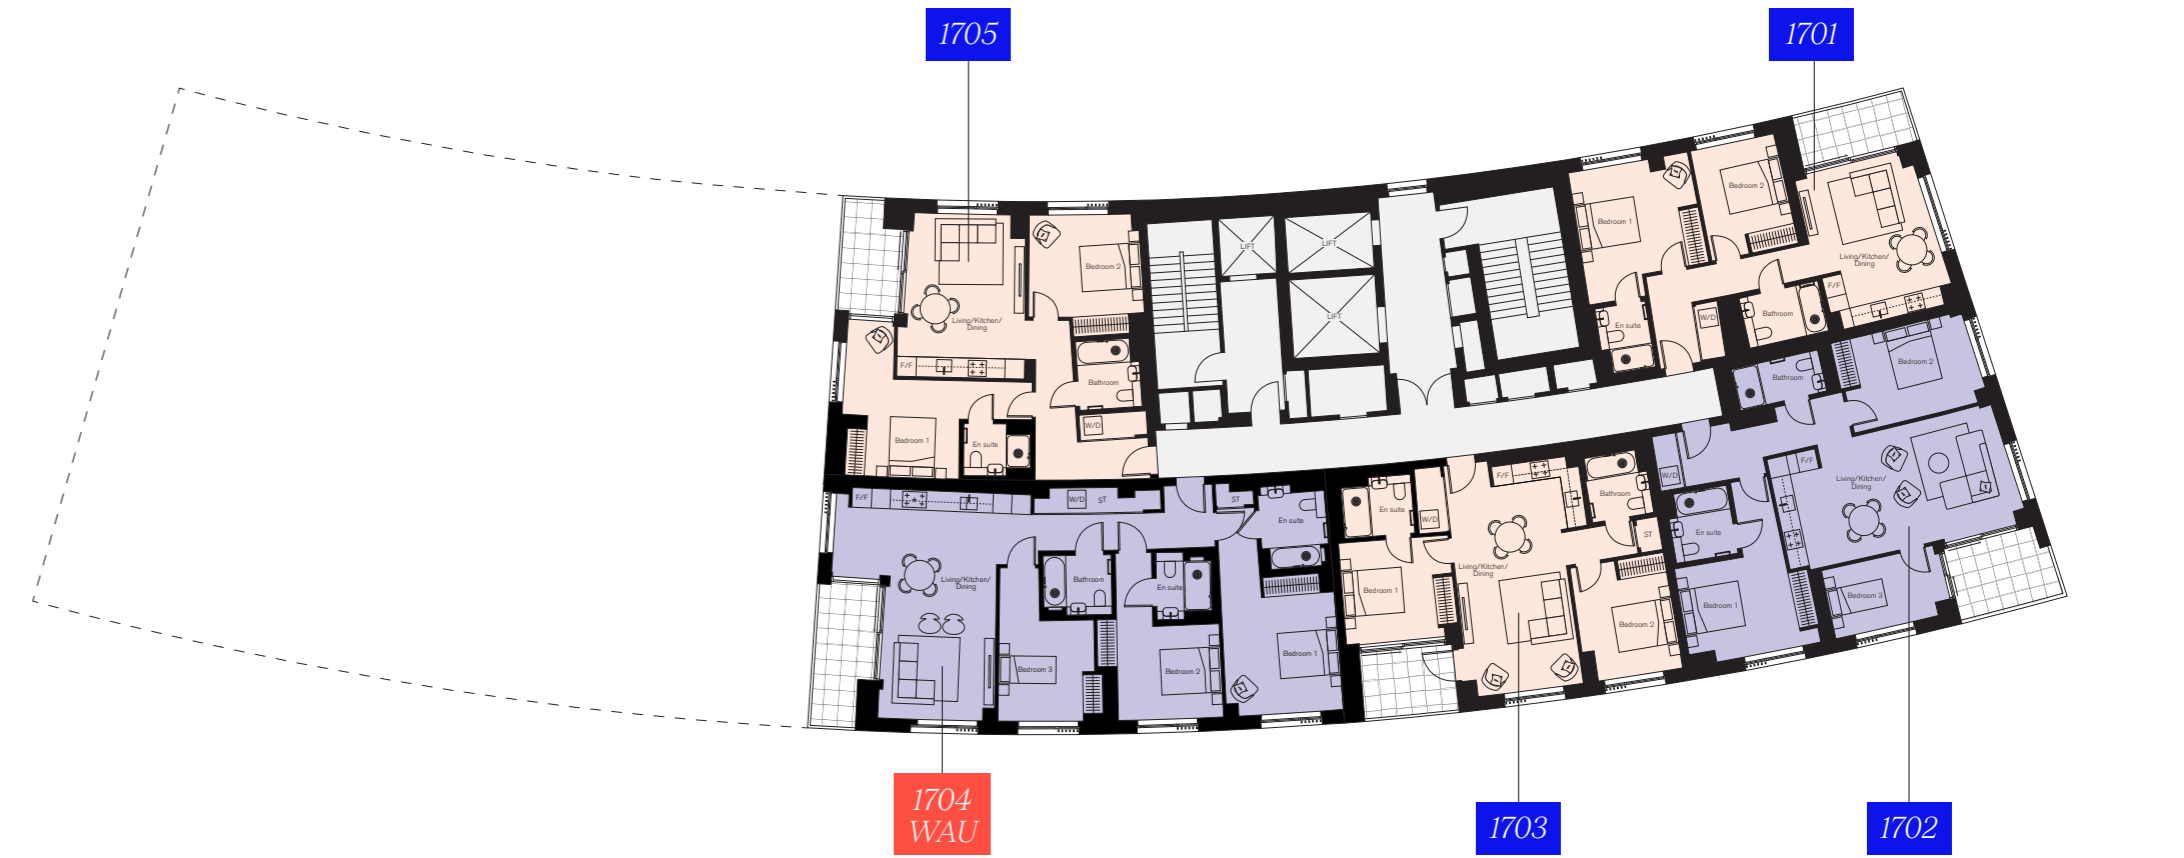 1705
1701
LIFT
LIFT
LIFT
Living/Kitchen/
Dining
Bedroom 2
F/F
Bathroom
W/D
Bedroom 1
En suite
Bedroom 1
Bedroom 2
Living/Kitchen/
Dining
F/F
W/D
Bathroom
En suite
F/F
W/D
ST
ST
En suite
Living/Kitchen/
Dining
Bathroom
En suite
Bedroom 3
Bedroom 2
Bedroom 1
En suite
W/D
F/F
Bathroom
ST
Living/Kitchen/
Dining
Bedroom 1
Bedroom 2
Bathroom
Bedroom 2
W/D
F/F
Living/Kitchen/
Dining
En suite
Bedroom 1
Bedroom 3
1704
WAU
1703
1702